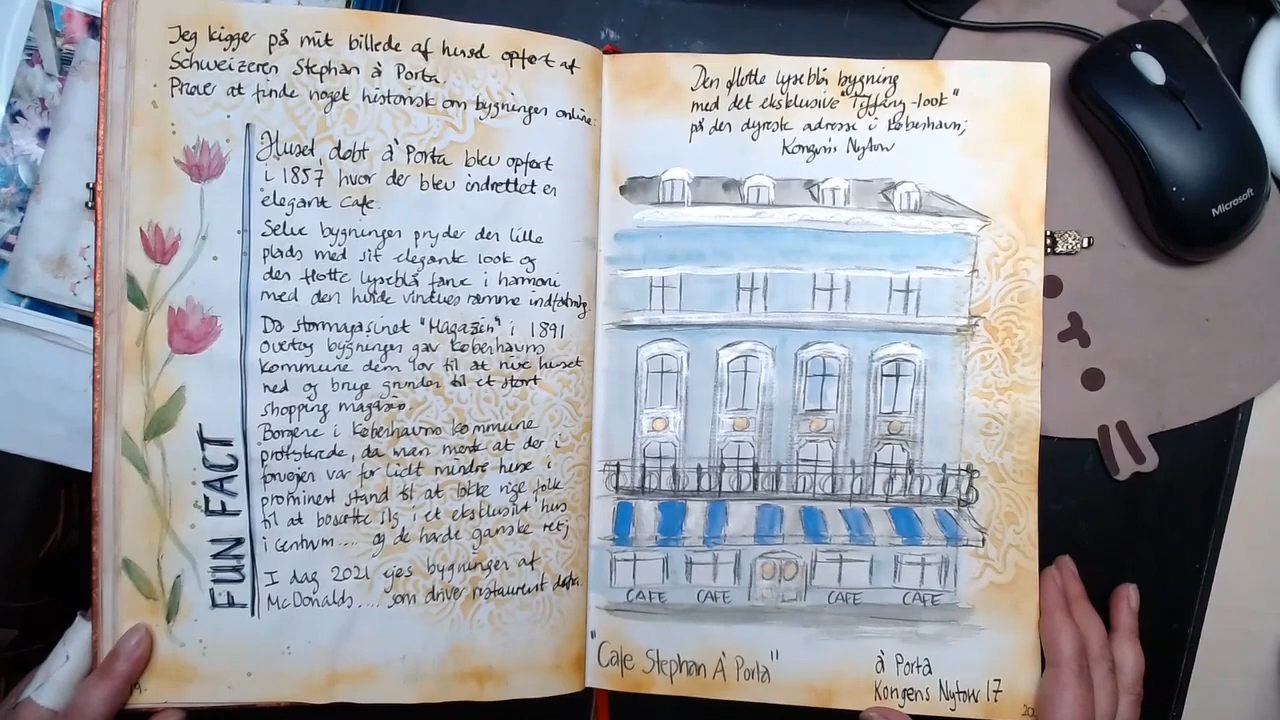 Jeg kigger på mit billede af huset opført af
Schweizeren Stephan à Porta.
Prøver at finde noget historisk om bygningen online:
Huset, døbt à Porta blev opført
i 1857 hvor der blev indrettet en
elegant Cafe.
Selve bygningen pryder den lille
plads med sit elegante look og
den flotte lyseblå farve i harmoni
med den hvide vindues ramme indfatning.
Da stormagasinet "Magasin" i 1891
overtog bygningen gav Københavns
kommune dem lov til at rive huset
ned og bruge grunden til et stort
shopping magasin.
Borgerne i Københavns kommune
protesterede, da man mente at der i
forvejen var for lidt mindre huse i
prominent stand til at lokke rige folk
til at bosætte sig i et eksklusivt hus
i centrum.... og de havde ganske ret;
I dag 2021 ejes bygningen af
McDonalds.... som driver restaurent
FUN FACT
Den flotte lyseblå bygning
med det eksklusive "Tiffany-look"
på den dyreste adresse i København;
Kongens Nytorv
CAFE CAFE CAFE CAFE
"Cafe Stephan À Porta"
à Porta
Kongens Nytorv 17
Microsoft